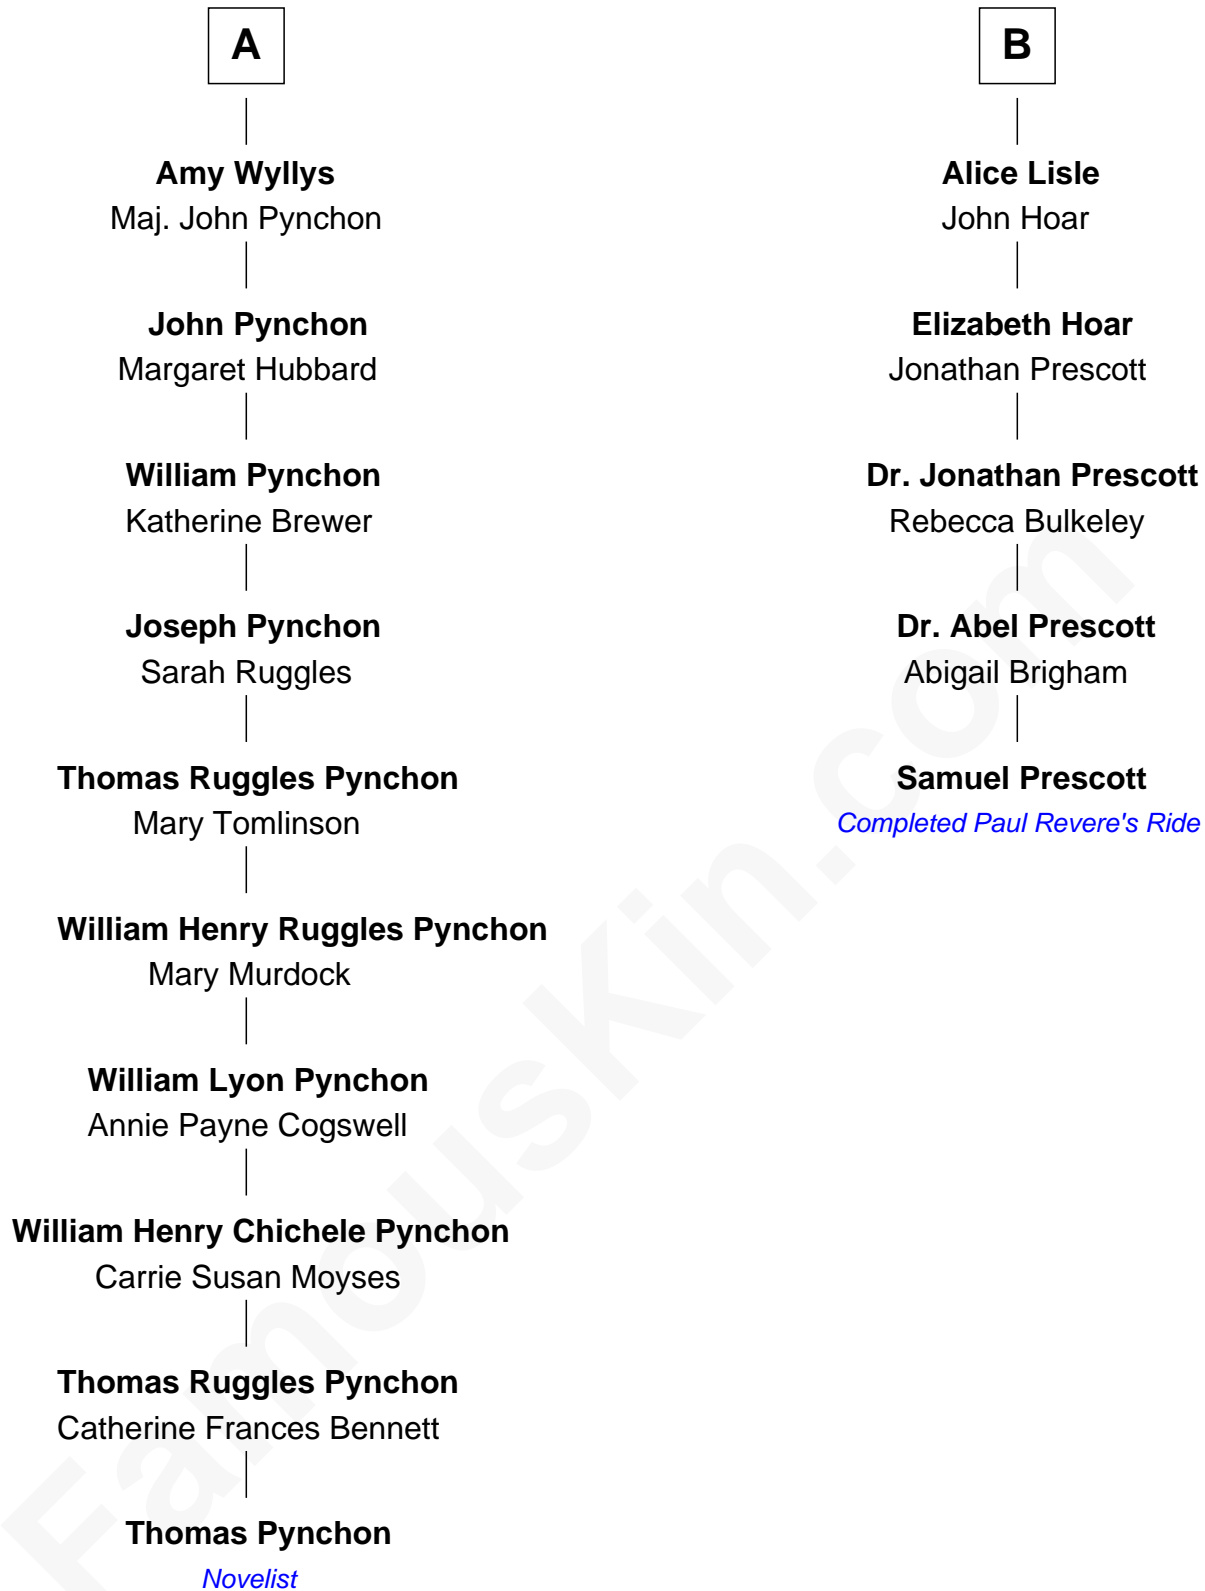 A
Amy Wyllys
Maj. John Pynchon
John Pynchon
Margaret Hubbard
William Pynchon
Katherine Brewer
Joseph Pynchon
Sarah Ruggles
Thomas Ruggles Pynchon
Mary Tomlinson
William Henry Ruggles Pynchon
Mary Murdock
William Lyon Pynchon
Annie Payne Cogswell
William Henry Chichele Pynchon
Carrie Susan Moyses
Thomas Ruggles Pynchon
Catherine Frances Bennett
Thomas Pynchon
Novelist
B
Alice Lisle
John Hoar
Elizabeth Hoar
Jonathan Prescott
Dr. Jonathan Prescott
Rebecca Bulkeley
Dr. Abel Prescott
Abigail Brigham
Samuel Prescott
Completed Paul Revere's Ride
FamousKin.com